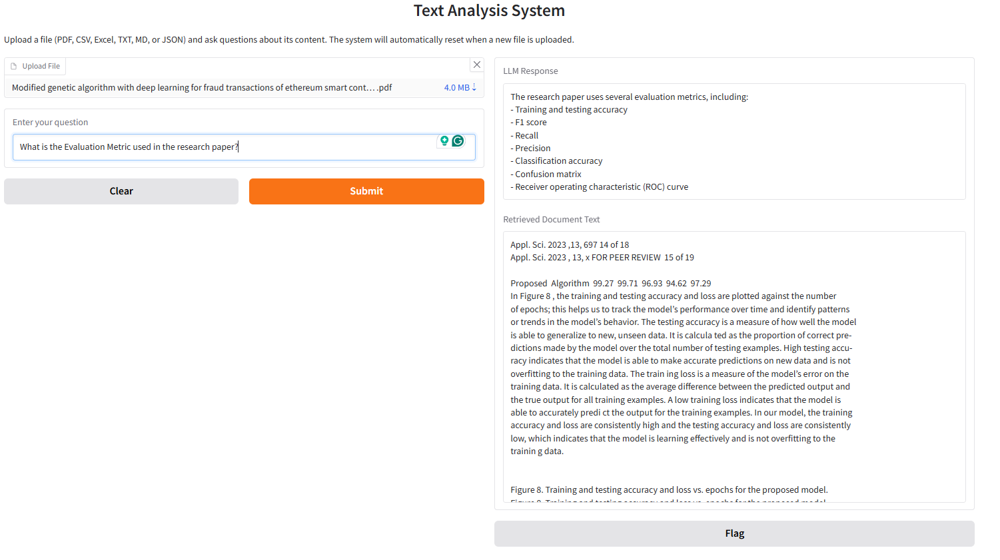 Text Analysis System
Upload a file (PDF, CSV, Excel, TXT, MD, or JSON) and ask questions about its content. The system will automatically reset when a new file is uploaded.
Upload File
Modified genetic algorithm with deep learning for fraud transactions of ethereum smart cont... .pdf
4.0 MB ↓
Enter your question
What is the Evaluation Metric used in the research paper?
Clear
Submit
LLM Response
The research paper uses several evaluation metrics, including:
- Training and testing accuracy
- F1 score
- Recall
- Precision
- Classification accuracy
- Confusion matrix
- Receiver operating characteristic (ROC) curve
Retrieved Document Text
Appl. Sci. 2023 ,13, 697 14 of 18
Appl. Sci. 2023 , 13, x FOR PEER REVIEW 15 of 19
Proposed Algorithm 99.27 99.71 96.93 94.62 97.29
In Figure 8 , the training and testing accuracy and loss are plotted against the number
of epochs; this helps us to track the model's performance over time and identify patterns
or trends in the model's behavior. The testing accuracy is a measure of how well the model
is able to generalize to new, unseen data. It is calcula ted as the proportion of correct pre-
dictions made by the model over the total number of testing examples. High testing accu-
racy indicates that the model is able to make accurate predictions on new data and is not
overfitting to the training data. The train ing loss is a measure of the model's error on the
training data. It is calculated as the average difference between the predicted output and
the true output for all training examples. A low training loss indicates that the model is
able to accurately predi ct the output for the training examples. In our model, the training
accuracy and loss are consistently high and the testing accuracy and loss are consistently
low, which indicates that the model is learning effectively and is not overfitting to the
trainin g data.
Figure 8. Training and testing accuracy and loss vs. epochs for the proposed model.
Figure 8. Training and testing accuracy and loss vs. epochs for the proposed model.
Flag